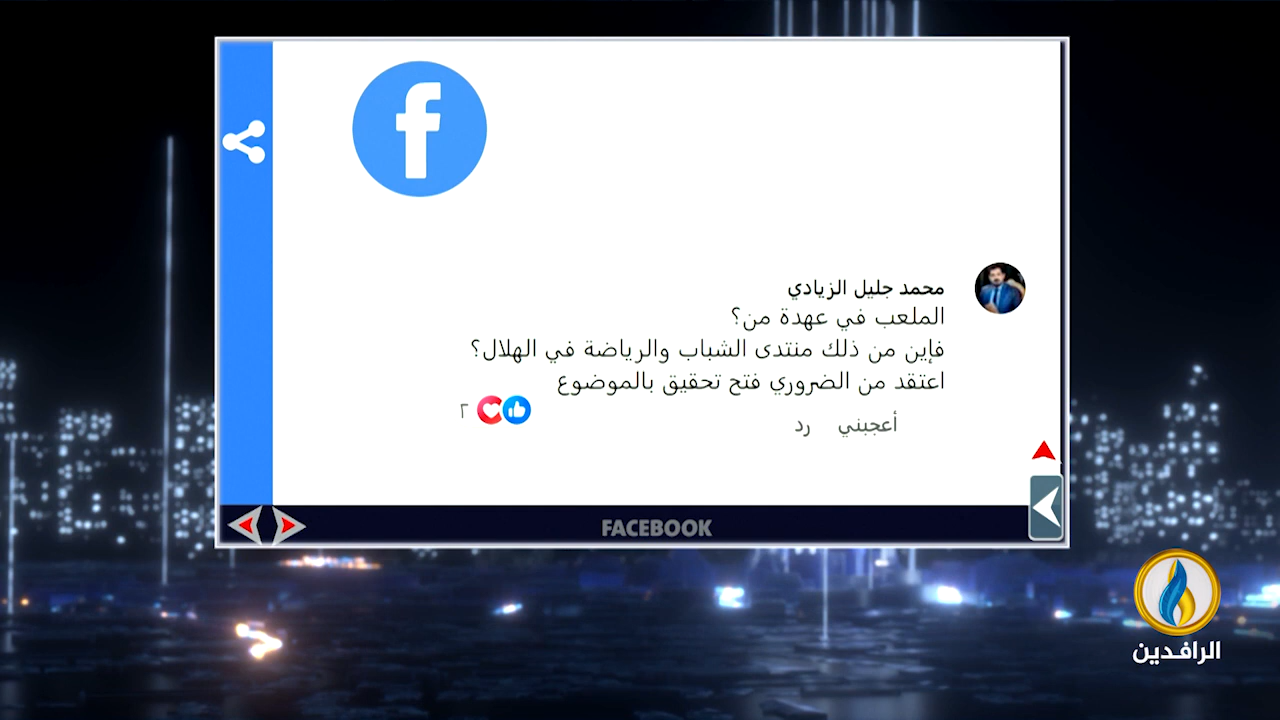 محمد جليل الزيادي
الملعب في عهدة من؟
فإين من ذلك منتدى الشباب والرياضة في الهلال؟
اعتقد من الضروري فتح تحقيق بالموضوع
٢
أعجبني رد
FACEBOOK
الرافدين